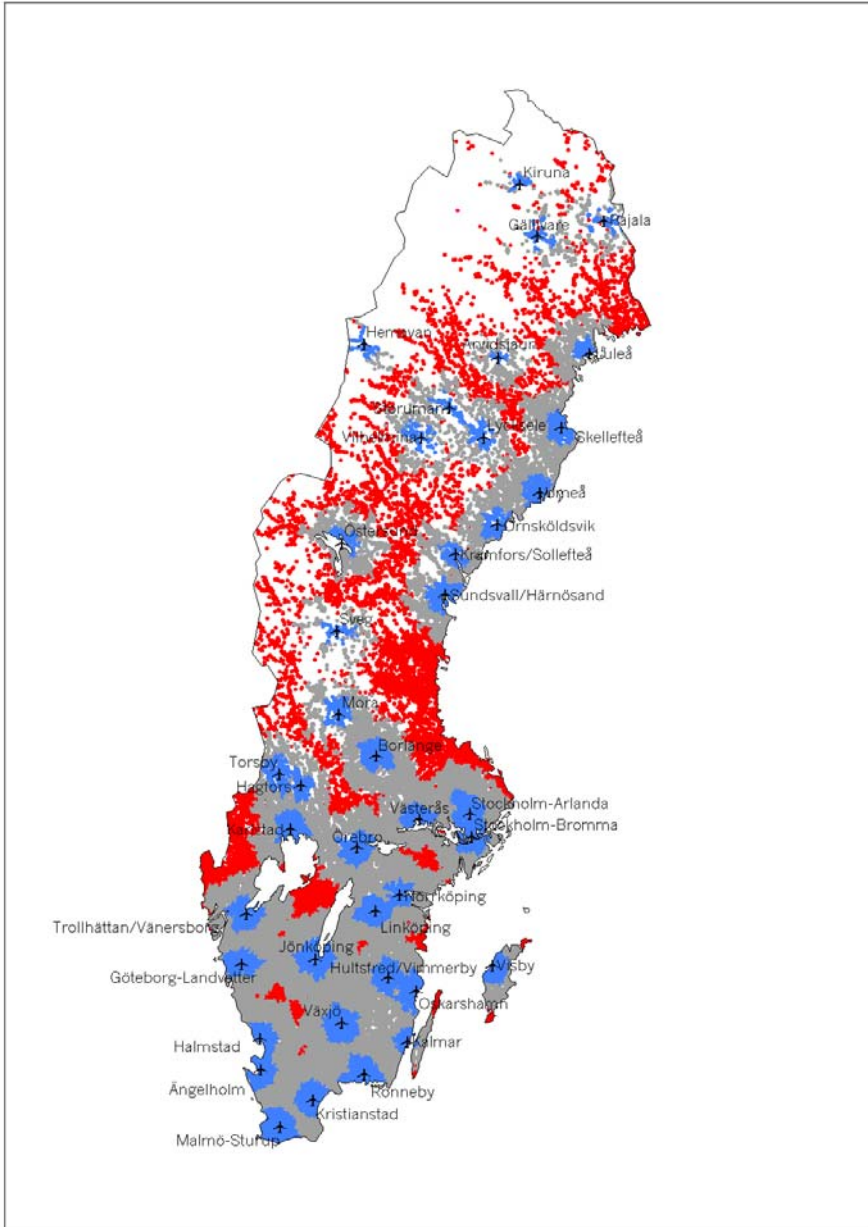 Kiruna
Gällivare
Pajala
Hemavan
Arvidsjaur
Luleå
Storuman
Lycksele
Vilhelmina
Skellefteå
Umeå
Örnsköldsvik
Östersund
Kramfors/Sollefteå
Sundsvall/Härnösand
Sveg
Mora
Borlänge
Torsby
Hagfors
Västerås
Stockholm-Arlanda
Karlstad
Örebro
Stockholm-Bromma
Norrköping
Trollhättan/Vänersborg
Linköping
Jönköping
Göteborg-Landvetter
Hultsfred/Vimmerby
Visby
Oskarshamn
Växjö
Halmstad
Kalmar
Ängelholm
Ronneby
Kristianstad
Malmö-Sturup